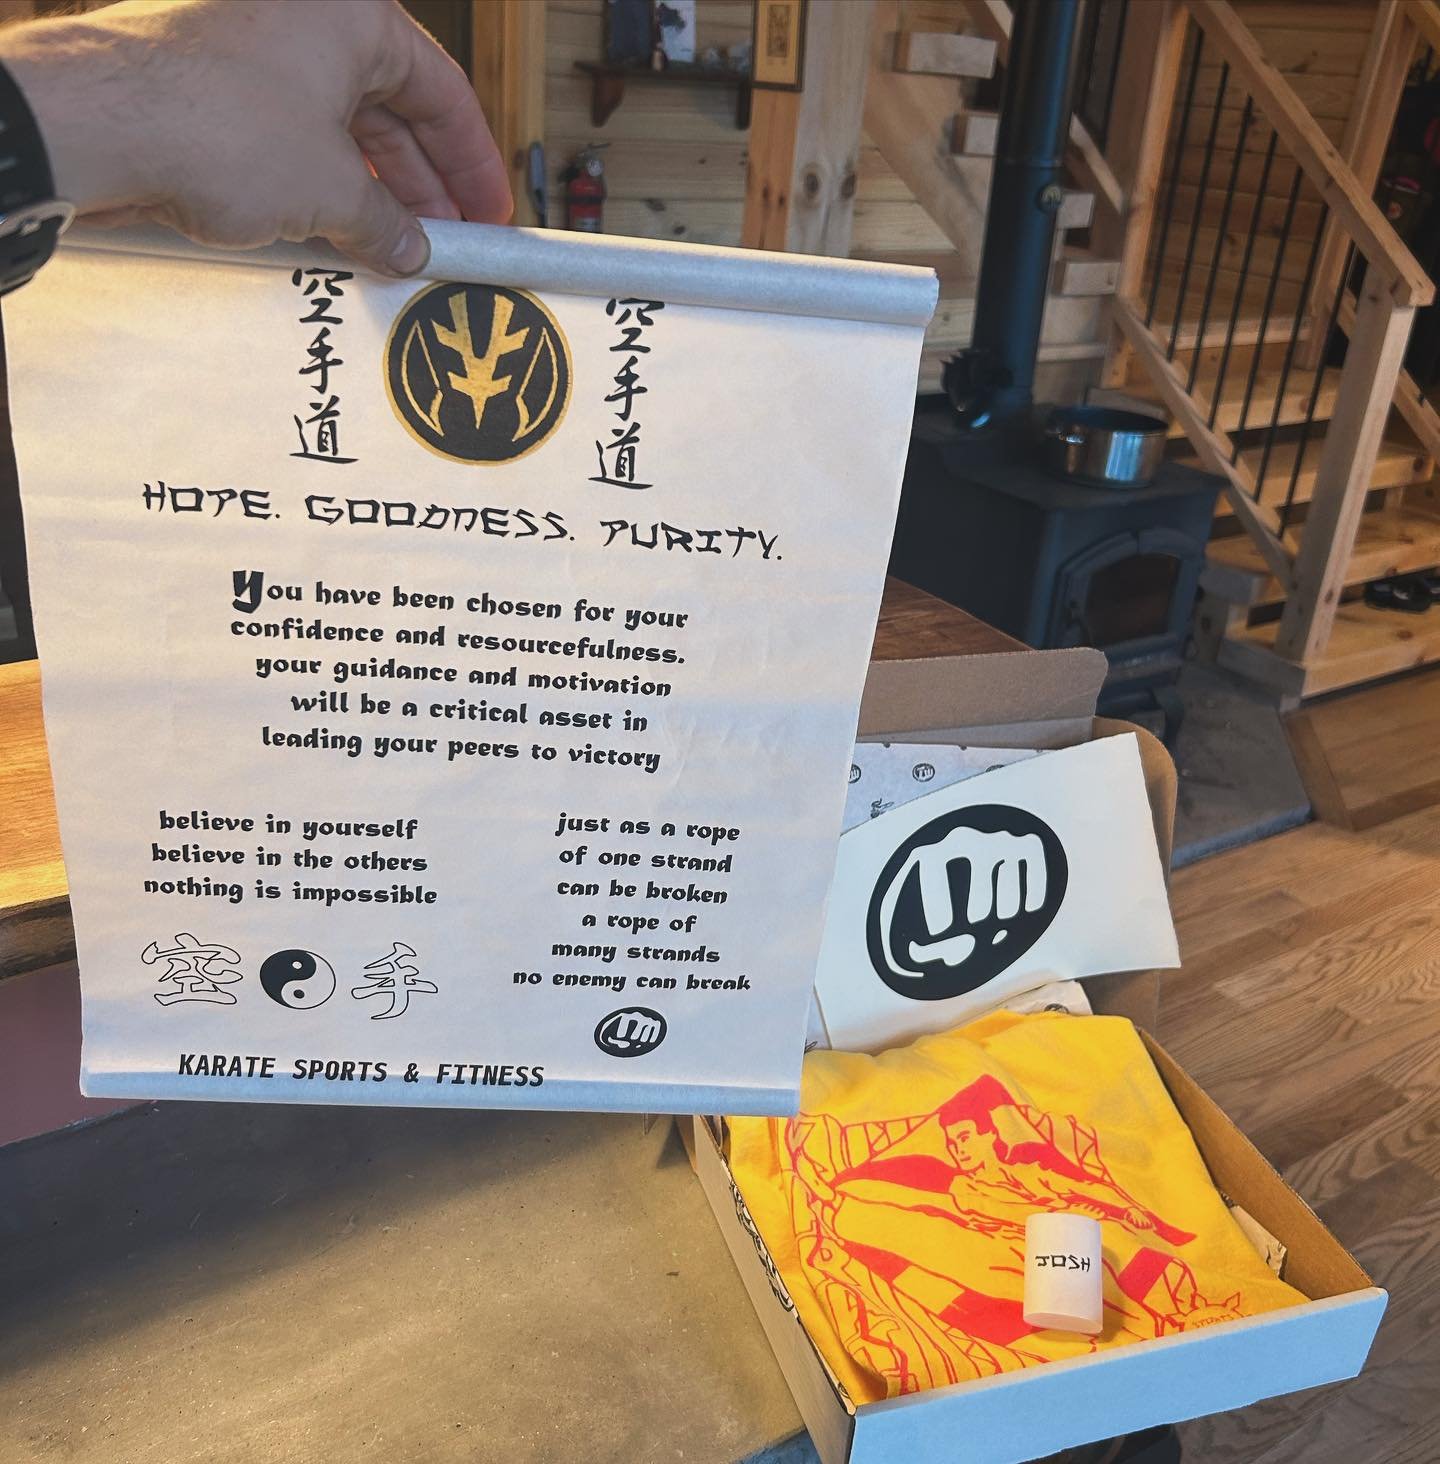 空手道
空手道
HOPE. GOODNESS. PURITY.
You have been chosen for your
confidence and resourcefulness.
your guidance and motivation
will be a critical asset in
leading your peers to victory
believe in yourself
believe in the others
nothing is impossible
just as a rope
of one strand
can be broken
a rope of
many strands
no enemy can break
空手
KARATE SPORTS & FITNESS
JOSH